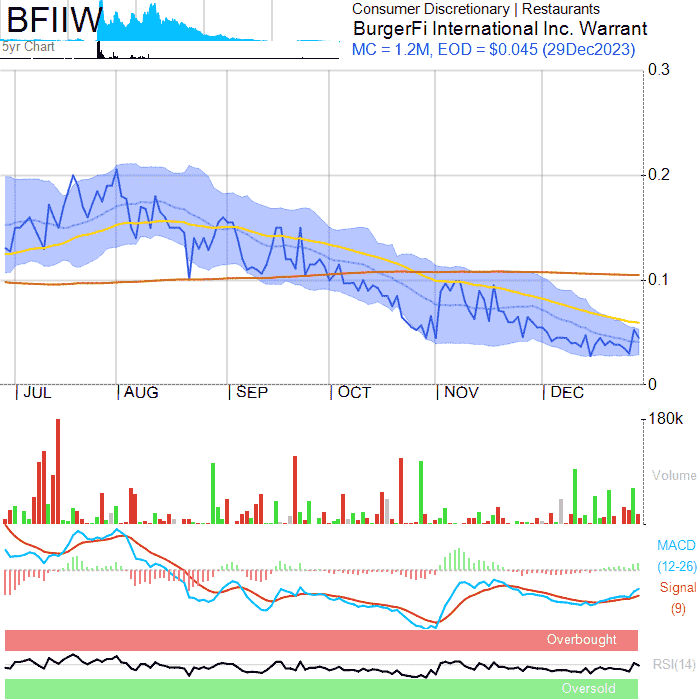 BFIIW
5yr Chart
Consumer Discretionary | Restaurants
BurgerFi International Inc. Warrant
MC = 1.2M, EOD = $0.045 (29Dec2023)
0.3
0.2
0.1
0
JUL AUG SEP OCT NOV DEC
180k
Volume
MACD
(12-26)
Signal
(9)
Overbought
RSI(14)
Oversold